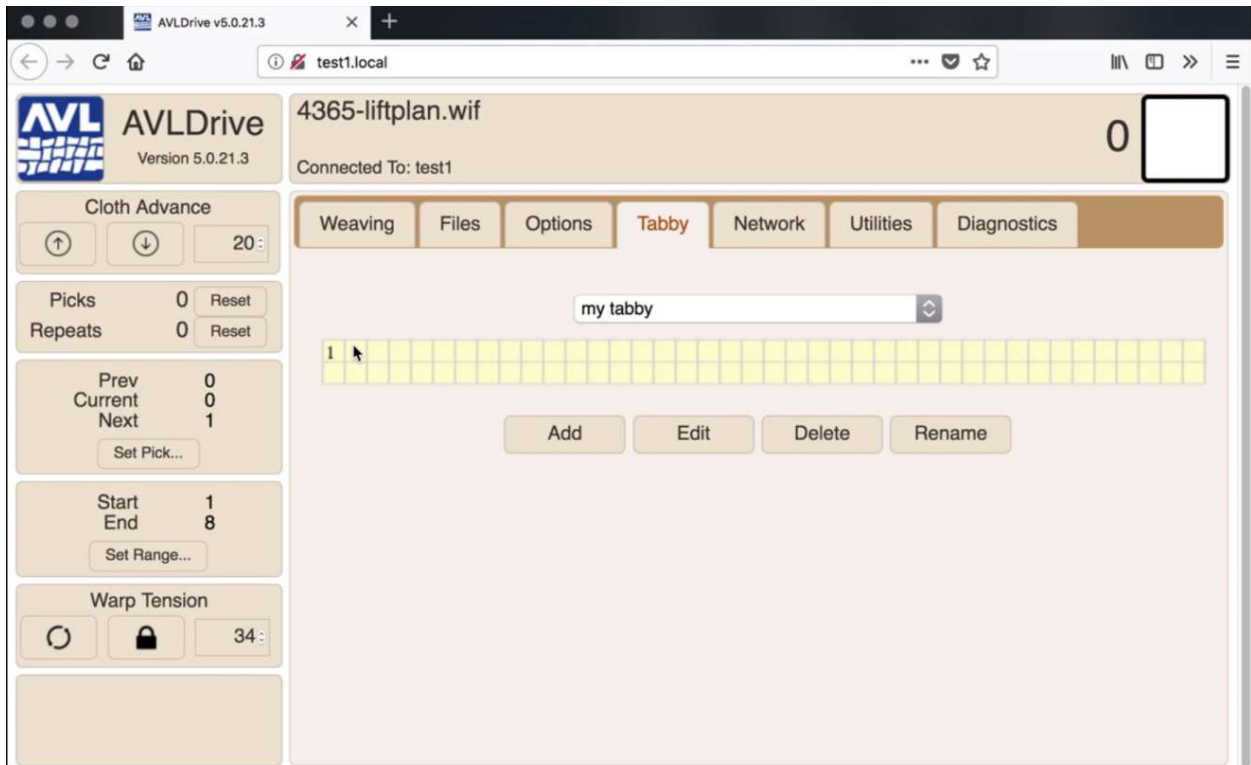 AVLDrive v5.0.21.3
test1.local
AVL
AVLDrive
Version 5.0.21.3
4365-liftplan.wif
Connected To: test1
0
Cloth Advance
20
Picks 0 Reset
Repeats 0 Reset
Prev 0
Current 0
Next 1
Set Pick...
Start 1
End 8
Set Range...
Warp Tension
34
Weaving Files Options Tabby Network Utilities Diagnostics
my tabby
1
Add Edit Delete Rename